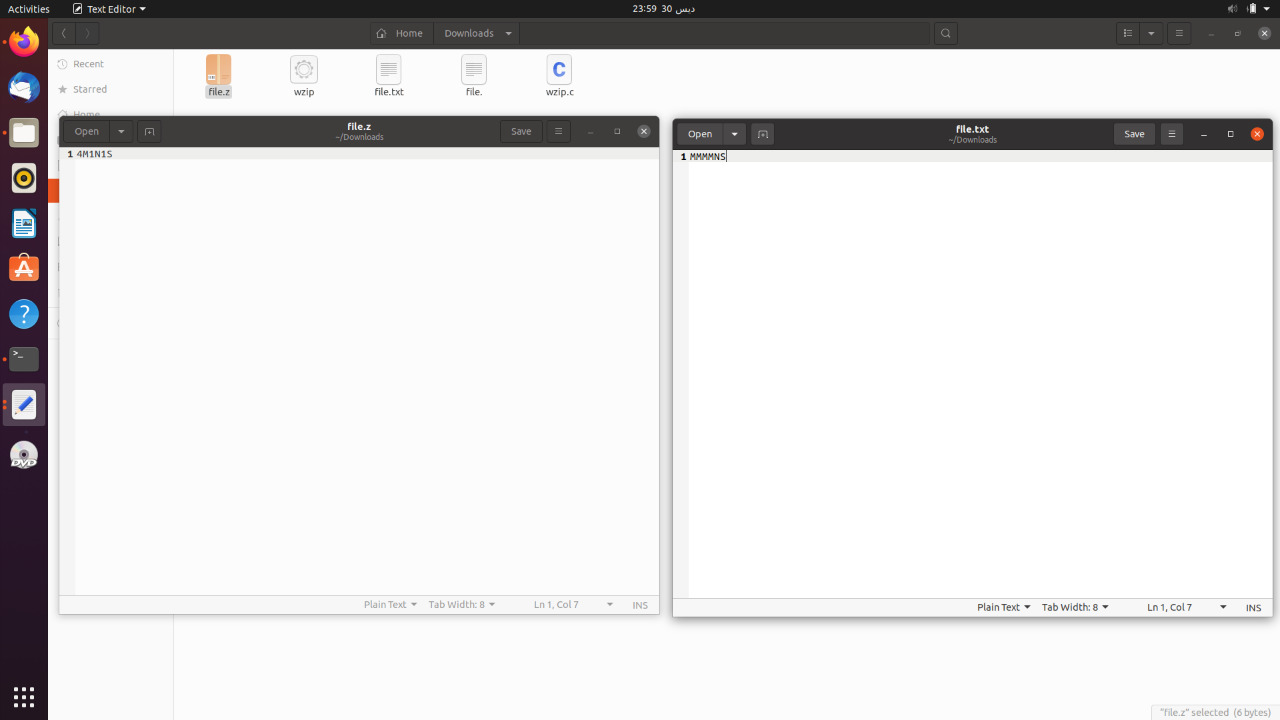 Activities
Text Editor
23:59 30 دیس
Home
Downloads
Recent
Starred
Home
file.z
wzip
file.txt
file.
wzip.c
Open
file.z
~/Downloads
Save
1 4M1N1S
Plain Text
Tab Width: 8
Ln 1, Col 7
INS
Open
file.txt
~/Downloads
Save
1 MMMMNS
Plain Text
Tab Width: 8
Ln 1, Col 7
INS
"file.z" selected (6 bytes)